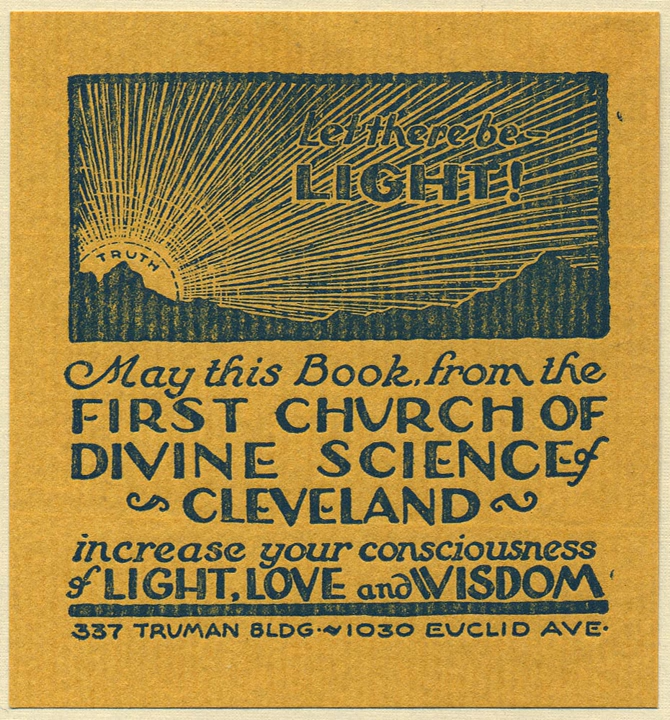 Let there be-
LIGHT!
TRUTH
May this Book, from the
FIRST CHURCH OF
DIVINE SCIENCE of
CLEVELAND
increase your consciousness
of LIGHT, LOVE and WISDOM
337 TRUMAN BLDG·~1030 EUCLID AVE·